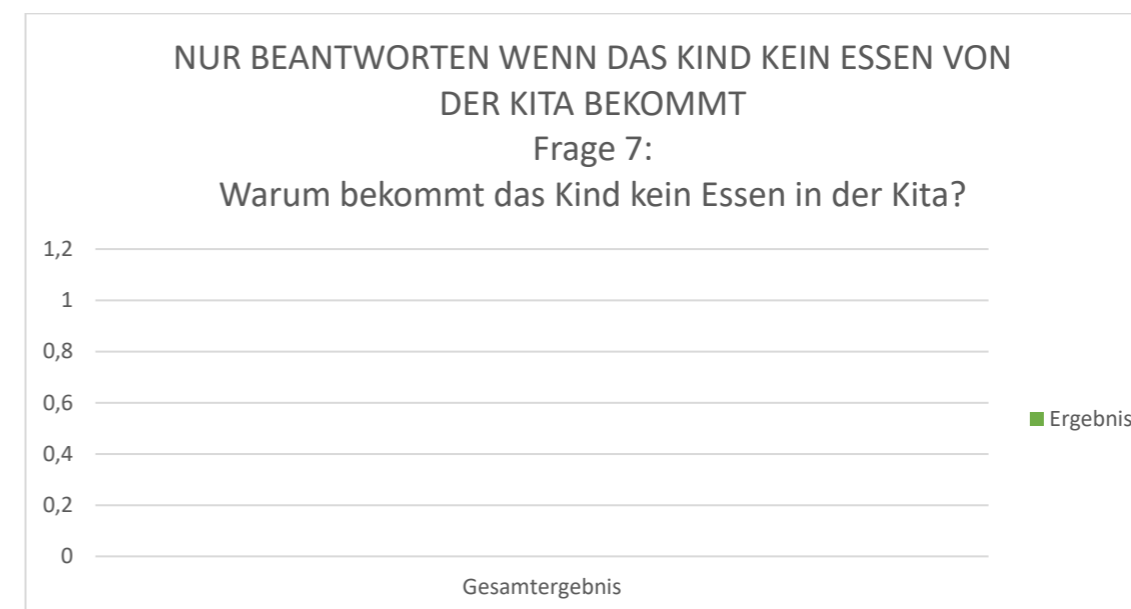 NUR BEANTWORTEN WENN DAS KIND KEIN ESSEN VON
DER KITA BEKOMMT
Frage 7:
Warum bekommt das Kind kein Essen in der Kita?
1,2
1
0,8
0,6
0,4
0,2
0
Gesamtergebnis
Ergebnis